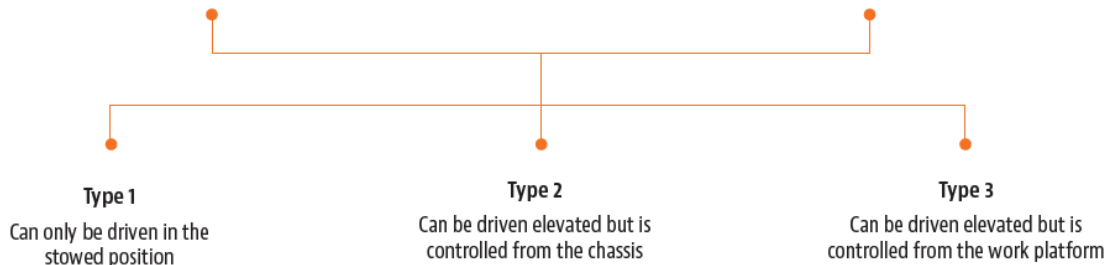 Type 1
Can only be driven in the
stowed position
Type 2
Can be driven elevated but is
controlled from the chassis
Type 3
Can be driven elevated but is
controlled from the work platform